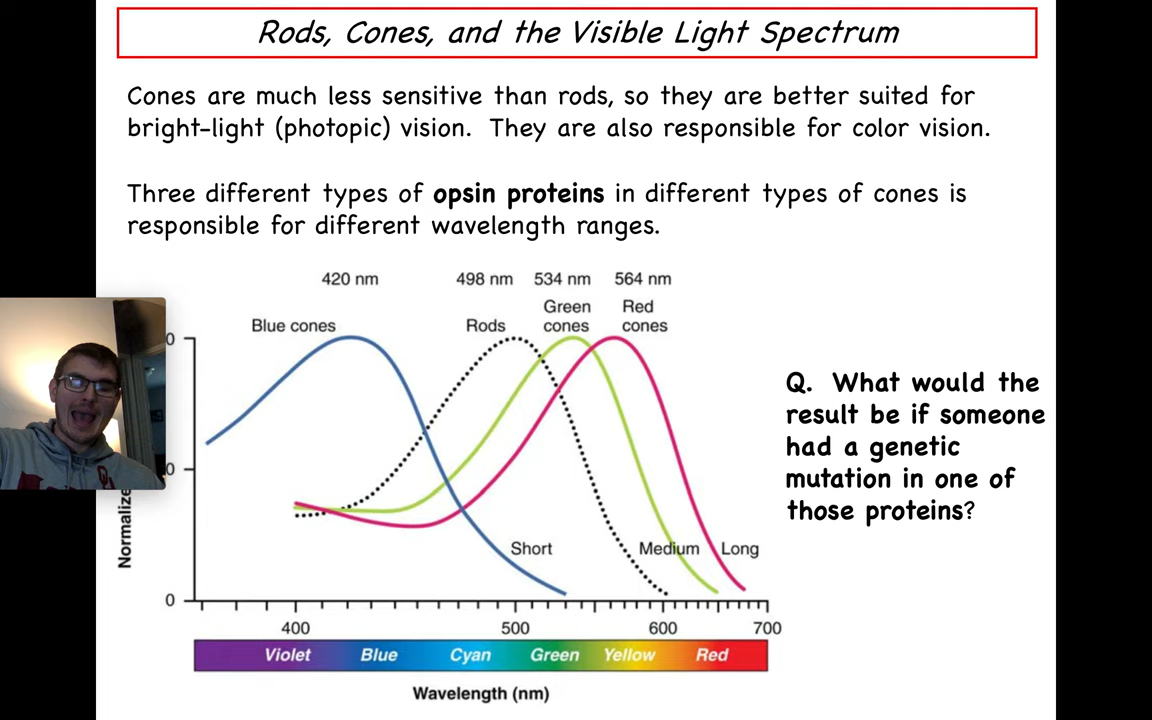 Rods, Cones, and the Visible Light Spectrum
Cones are much less sensitive than rods, so they are better suited for
bright-light (photopic) vision. They are also responsible for color vision.
Three different types of opsin proteins in different types of cones is
responsible for different wavelength ranges.
420 nm 498 nm 534 nm 564 nm
Blue cones Rods Green cones Red cones
Q. What would the
result be if someone
had a genetic
mutation in one of
those proteins?
0
0
0
Short Medium Long
400 500 600 700
Violet Blue Cyan Green Yellow Red
Wavelength (nm)